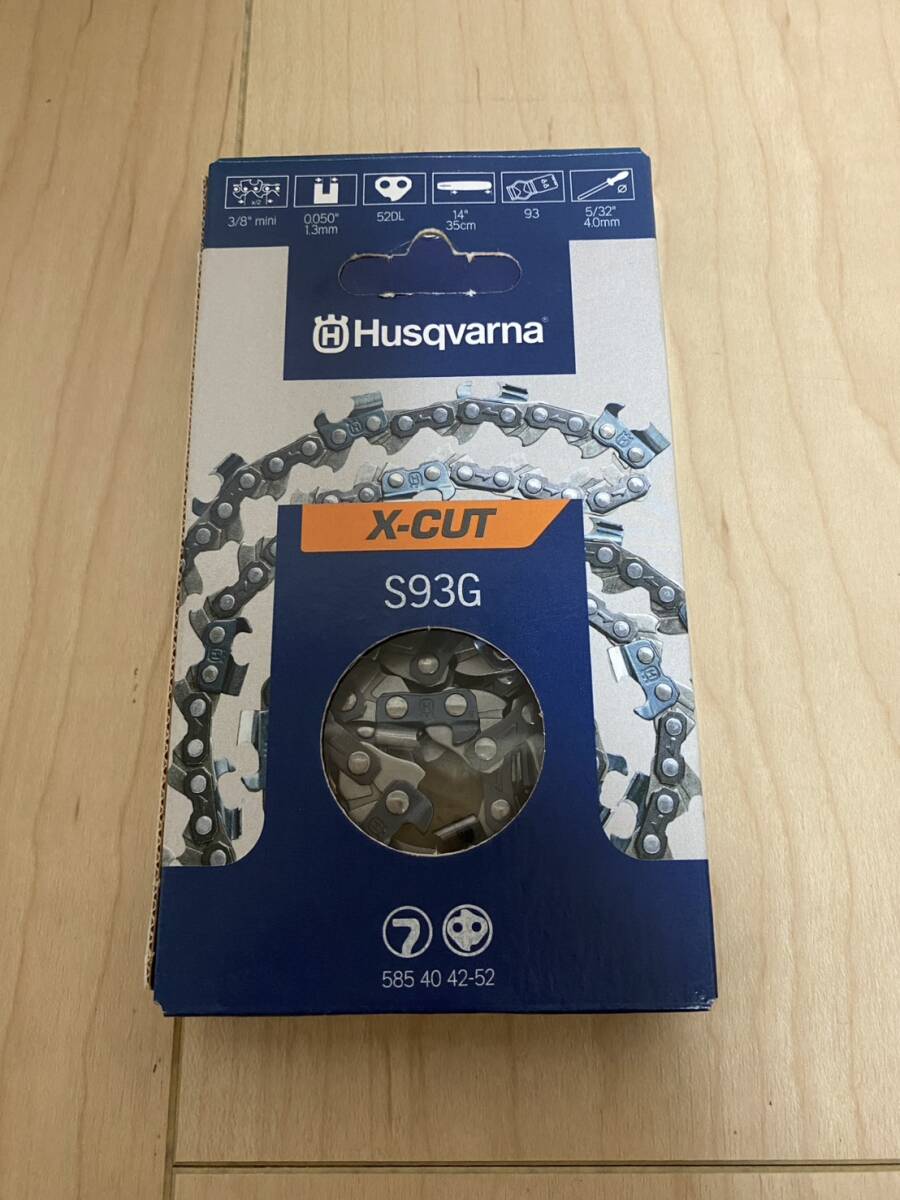 3/8" mini
0.050"
1.3mm
52DL
14"
35cm
93
5/32"
4.0mm
Husqvarna®
X-CUT
S93G
585 40 42-52